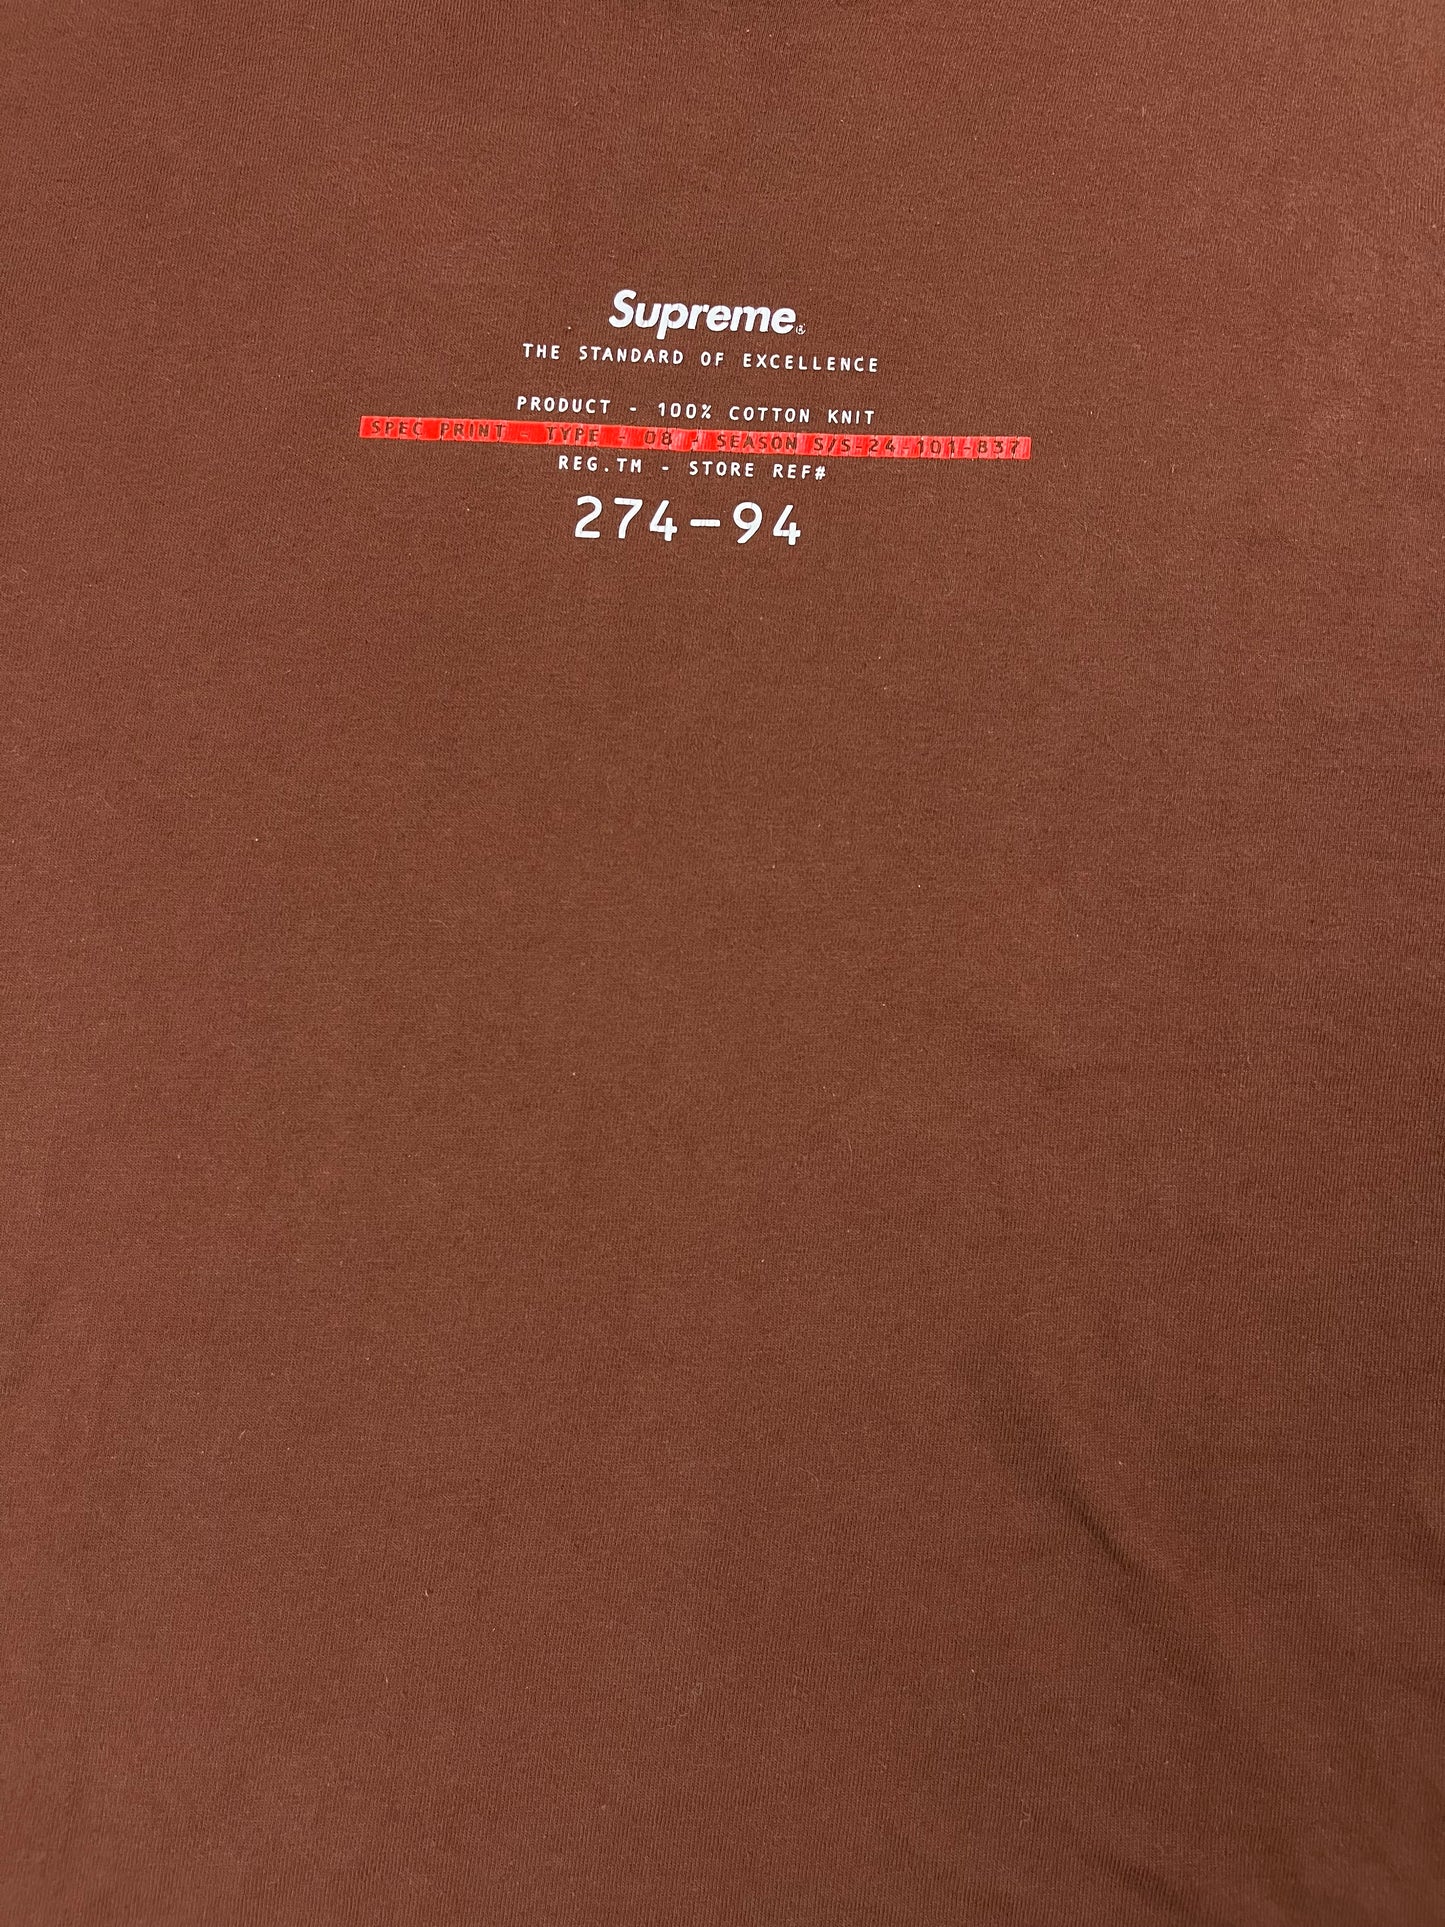 Supreme®
THE STANDARD OF EXCELLENCE
PRODUCT - 100% COTTON KNIT
SPEC PRINT - TYPE - 08 - SEASON S/S-24-101-837
REG.TM - STORE REF#
274-94